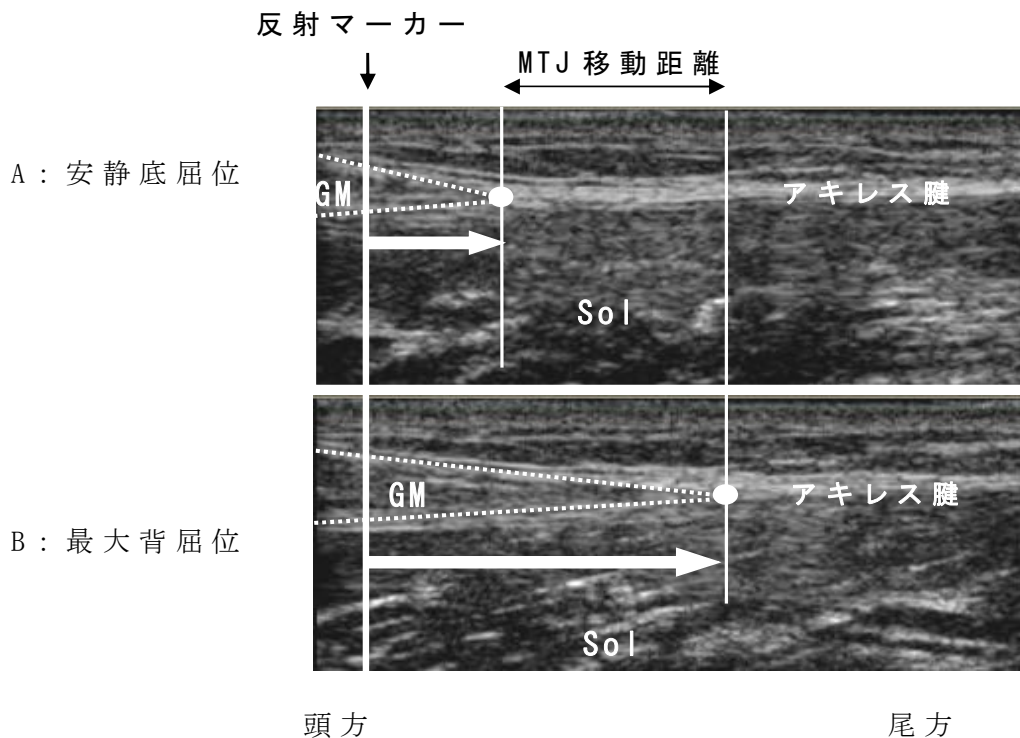 反射マーカー
MTJ移動距離
A:安静底屈位
GM
アキレス腱
Sol
B:最大背屈位
GM
アキレス腱
Sol
頭方
尾方